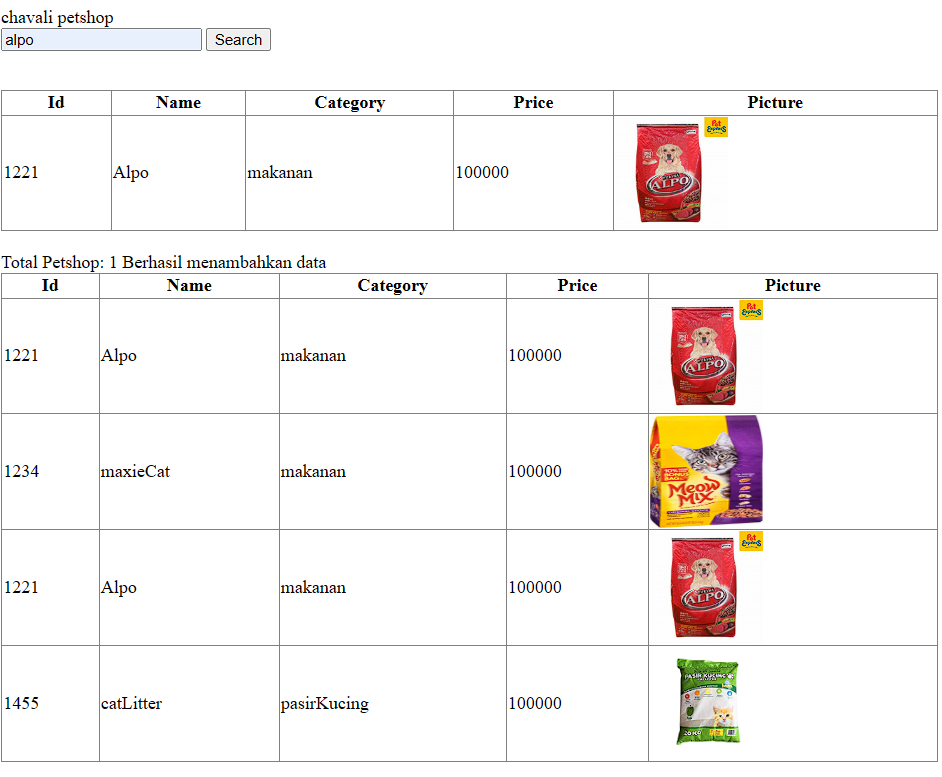 chavali petshop
alpo Search
Id Name Category Price Picture
Pet
Express
1221 Alpo makanan 100000
ALPO
Total Petshop: 1 Berhasil menambahkan data
Id Name Category Price Picture
Pet
Express
1221 Alpo makanan 100000
ALPO
1234 maxieCat makanan 100000
Meow
Mix
Pet
Express
1221 Alpo makanan 100000
ALPO
PASIR KUCING
1455 catLitter pasirKucing 100000
20 KG